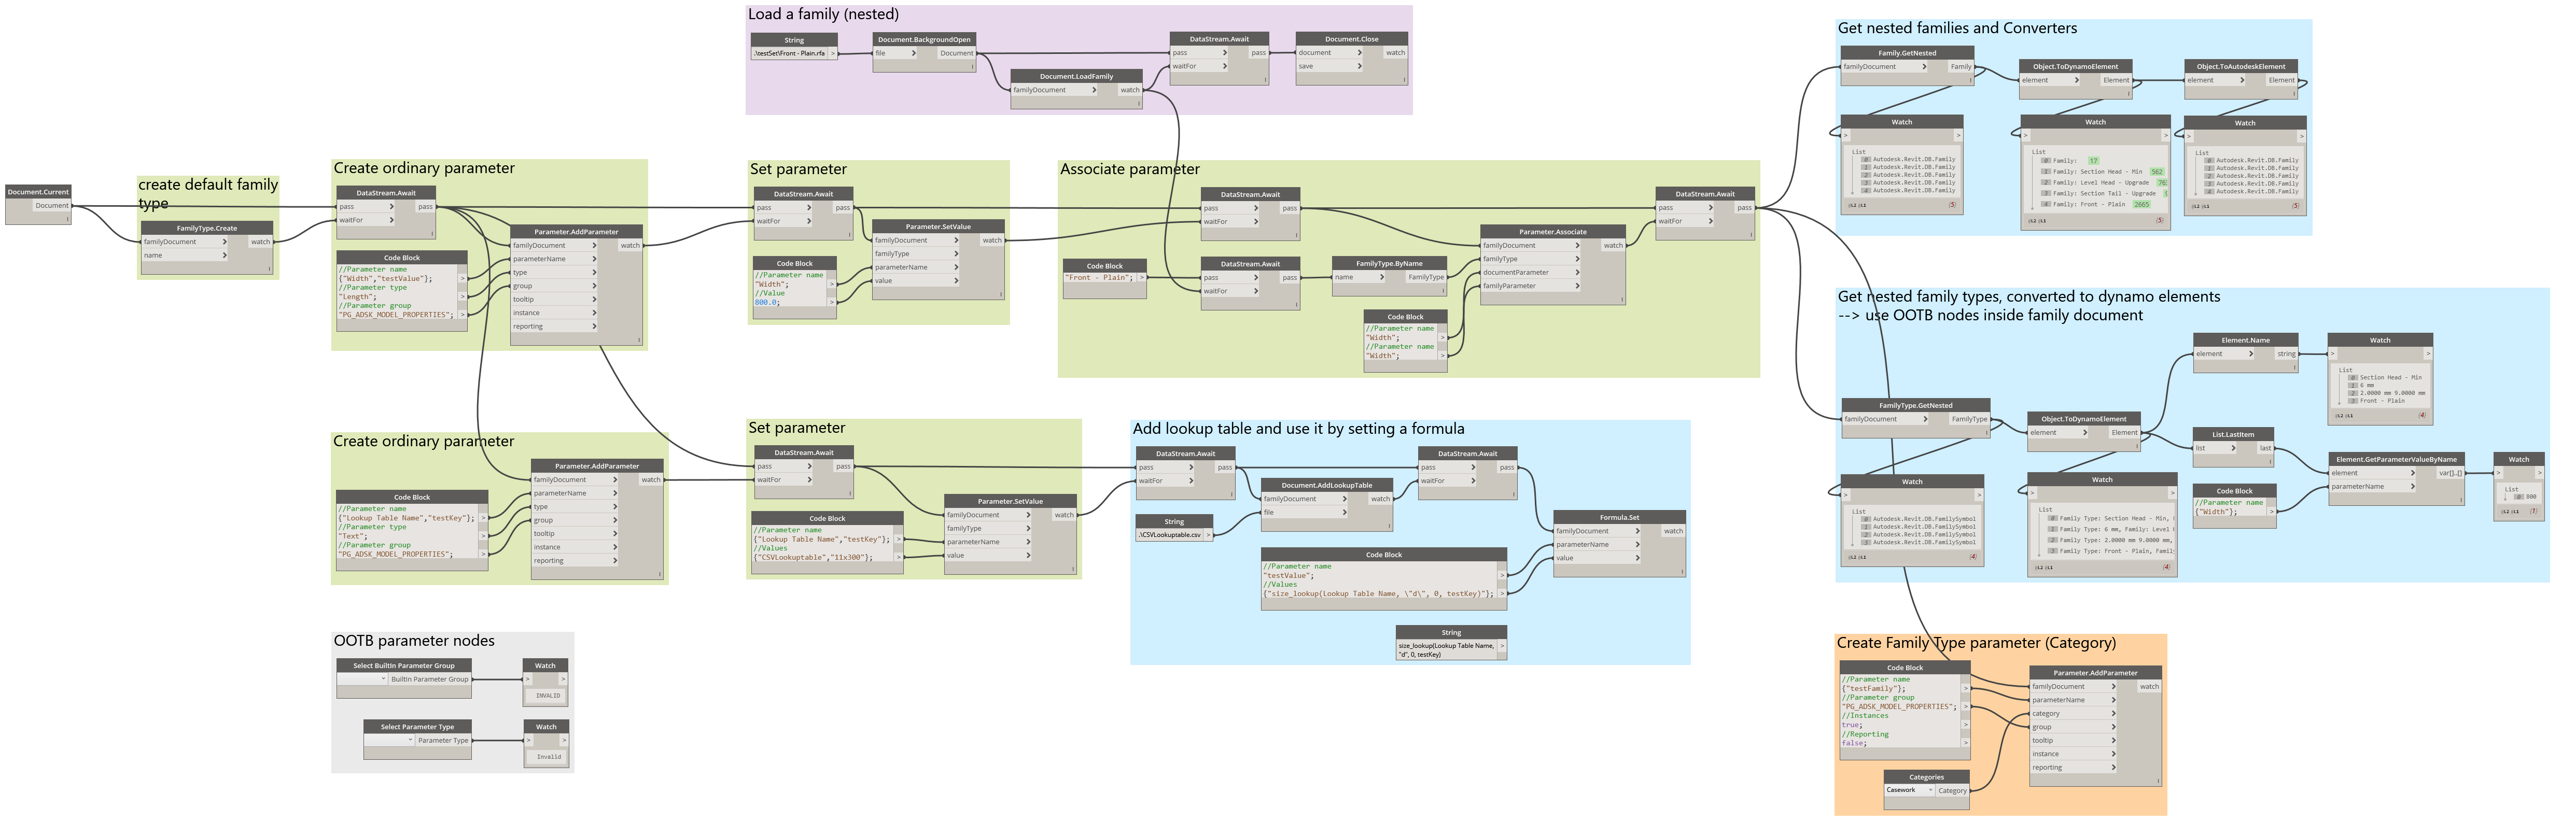 Load a family (nested)
String
.\testSet\Front - Plain.rfa >
Document.BackgroundOpen
file > Document
Document.LoadFamily
familyDocument > watch
DataStream.Await
pass > pass
waitFor >
Document.Close
document > watch
save >
Document.Current
Document
create default family
type
FamilyType.Create
familyDocument > watch
name >
Create ordinary parameter
DataStream.Await
pass > pass
waitFor >
Code Block
//Parameter name
{"Width","testValue"}; >
//Parameter type
"Length"; >
//Parameter group
"PG_ADSK_MODEL_PROPERTIES"; >
Parameter.AddParameter
familyDocument > watch
parameterName >
type >
group >
tooltip >
instance >
reporting >
Set parameter
DataStream.Await
pass > pass
waitFor >
Code Block
//Parameter name
"Width"; >
//Value
800.0; >
Parameter.SetValue
familyDocument > watch
familyType >
parameterName >
value >
Associate parameter
DataStream.Await
pass > pass
waitFor >
Code Block
"Front - Plain"; >
DataStream.Await
pass > pass
waitFor >
FamilyType.ByName
name > FamilyType
Code Block
//Parameter name
"Width"; >
//Parameter name
"Width"; >
Parameter.Associate
familyDocument > watch
familyType >
documentParameter >
familyParameter >
DataStream.Await
pass > pass
waitFor >
Get nested families and Converters
Family.GetNested
familyDocument > Family
Object.ToDynamoElement
element > Element
Object.ToAutodeskElement
element > Element
Watch
> >
List
0 Autodesk.Revit.DB.Family
1 Autodesk.Revit.DB.Family
2 Autodesk.Revit.DB.Family
3 Autodesk.Revit.DB.Family
4 Autodesk.Revit.DB.Family
@L2 @L1 {5}
Watch
> >
List
0 Family: 17
1 Family: Section Head - Min 562
2 Family: Level Head - Upgrade 76
3 Family: Section Tail - Upgrade
4 Family: Front - Plain 2665
@L2 @L1 {5}
Watch
> >
List
0 Autodesk.Revit.DB.Family
1 Autodesk.Revit.DB.Family
2 Autodesk.Revit.DB.Family
3 Autodesk.Revit.DB.Family
4 Autodesk.Revit.DB.Family
@L2 @L1 {5}
Get nested family types, converted to dynamo elements
--> use OOTB nodes inside family document
FamilyType.GetNested
familyDocument > FamilyType
Object.ToDynamoElement
element > Element
Element.Name
element > string
Watch
> >
List
0 Section Head - Min
1 6 mm
2 2.0000 mm 9.0000 mm
3 Front - Plain
@L2 @L1 {4}
List.LastItem
list > last
Code Block
//Parameter name
{"Width"}; >
Element.GetParameterValueByName
element > var[]..[]
parameterName >
Watch
> >
List
0 800
@L2 @L1 {1}
Watch
> >
List
0 Autodesk.Revit.DB.FamilySymbol
1 Autodesk.Revit.DB.FamilySymbol
2 Autodesk.Revit.DB.FamilySymbol
3 Autodesk.Revit.DB.FamilySymbol
@L2 @L1 {4}
Watch
> >
List
0 Family Type: Section Head - Min,
1 Family Type: 6 mm, Family: Level
2 Family Type: 2.0000 mm 9.0000 mm,
3 Family Type: Front - Plain, Family
@L2 @L1 {4}
Create ordinary parameter
Code Block
//Parameter name
{"Lookup Table Name","testKey"}; >
//Parameter type
"Text"; >
//Parameter group
"PG_ADSK_MODEL_PROPERTIES"; >
Parameter.AddParameter
familyDocument > watch
parameterName >
type >
group >
tooltip >
instance >
reporting >
Set parameter
DataStream.Await
pass > pass
waitFor >
Code Block
//Parameter name
{"Lookup Table Name","testKey"}; >
//Values
{"CSVLookuptable","11x300"}; >
Parameter.SetValue
familyDocument > watch
familyType >
parameterName >
value >
Add lookup table and use it by setting a formula
DataStream.Await
pass > pass
waitFor >
String
.\CSVLookuptable.csv >
Document.AddLookupTable
familyDocument > watch
file >
DataStream.Await
pass > pass
waitFor >
Code Block
//Parameter name
"testValue"; >
//Values
{"size_lookup(Lookup Table Name, \"d\", 0, testKey)"}; >
Formula.Set
familyDocument > watch
parameterName >
value >
String
size_lookup(Lookup Table Name, >
"d", 0, testKey)
OOTB parameter nodes
Select BuiltIn Parameter Group
BuiltIn Parameter Group
Watch
> >
INVALID
Select Parameter Type
Parameter Type
Watch
> >
Invalid
Create Family Type parameter (Category)
Code Block
//Parameter name
{"testFamily"}; >
//Parameter group
"PG_ADSK_MODEL_PROPERTIES"; >
//Instances
true; >
//Reporting
false; >
Categories
Casework Category
Parameter.AddParameter
familyDocument > watch
parameterName >
category >
group >
tooltip >
instance >
reporting >